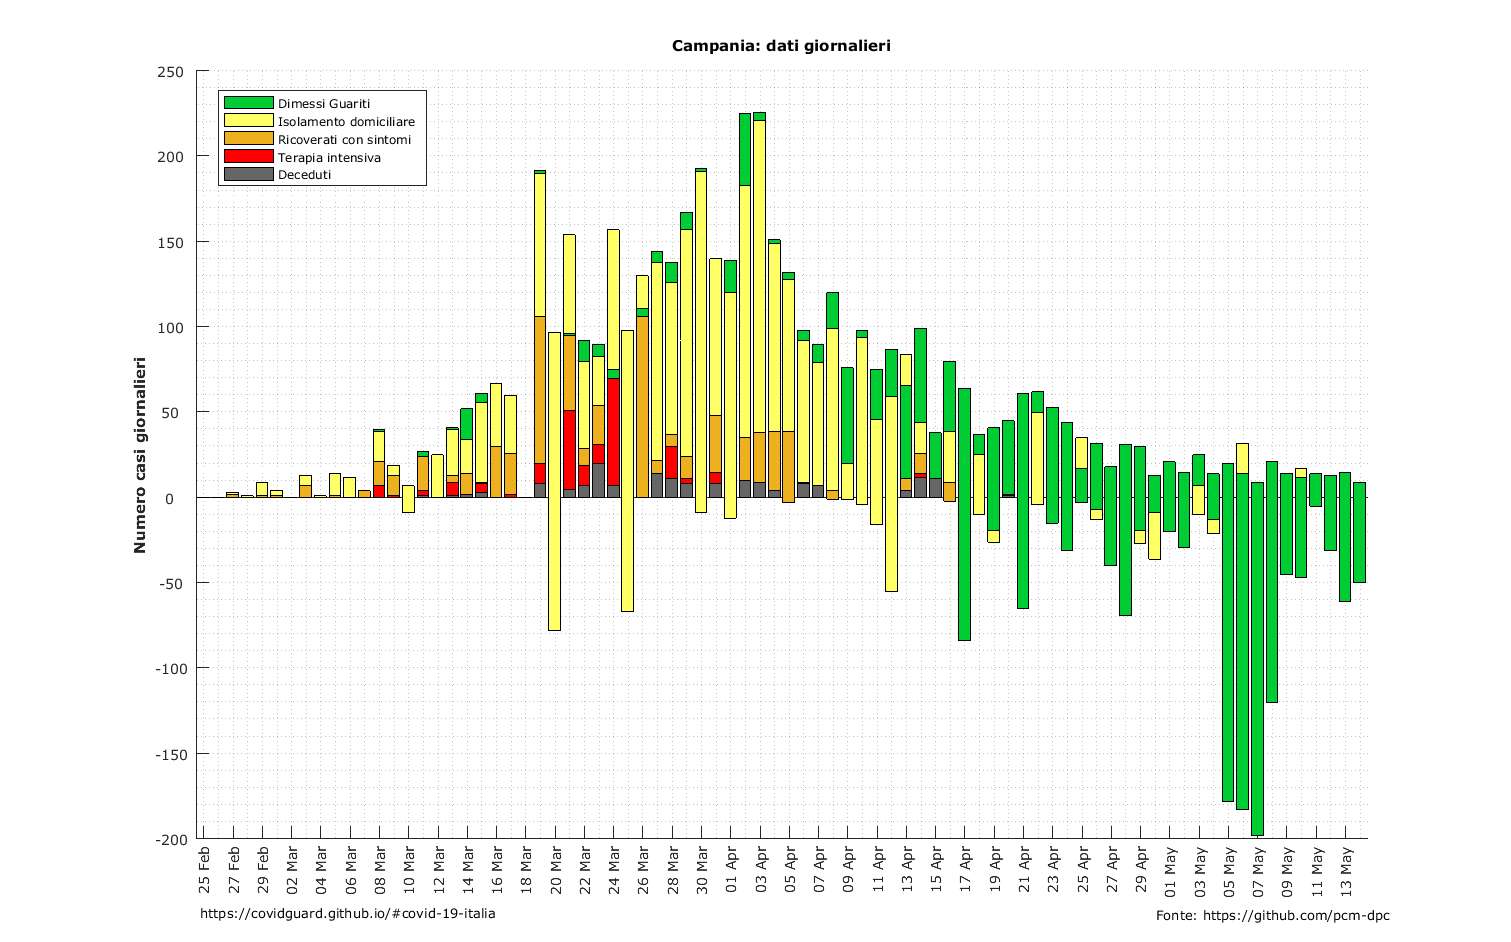 Campania: dati giornalieri
Dimessi Guariti
Isolamento domiciliare
Ricoverati con sintomi
Terapia intensiva
Deceduti
Numero casi giornalieri
250
200
150
100
50
0
-50
-100
-150
-200
25 Feb
27 Feb
29 Feb
02 Mar
04 Mar
06 Mar
08 Mar
10 Mar
12 Mar
14 Mar
16 Mar
18 Mar
20 Mar
22 Mar
24 Mar
26 Mar
28 Mar
30 Mar
01 Apr
03 Apr
05 Apr
07 Apr
09 Apr
11 Apr
13 Apr
15 Apr
17 Apr
19 Apr
21 Apr
23 Apr
25 Apr
27 Apr
29 Apr
01 May
03 May
05 May
07 May
09 May
11 May
13 May
https://covidguard.github.io/#covid-19-italia
Fonte: https://github.com/pcm-dpc